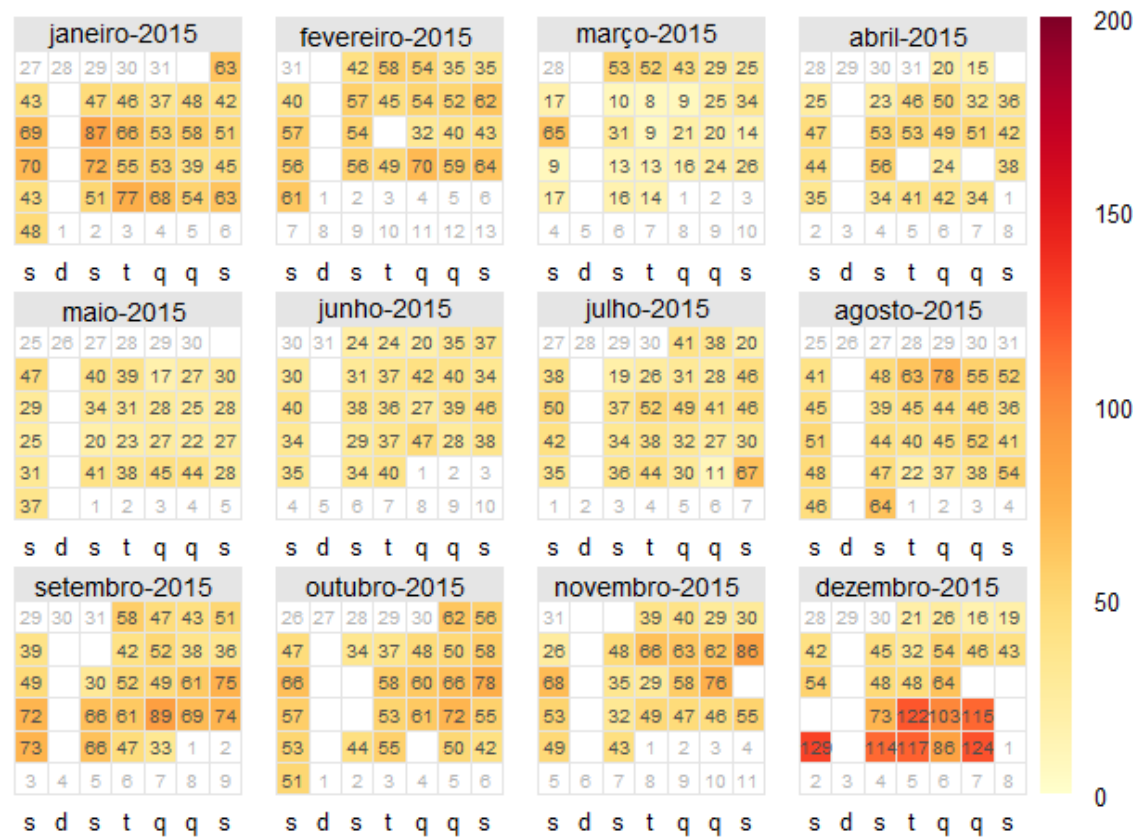 janeiro-2015 fevereiro-2015 março-2015 abril-2015 200
27 28 29 30 31 63 31 42 58 54 35 35 28 53 52 43 29 25 28 29 30 31 20 15
43 47 46 37 48 42 40 57 45 54 52 62 17 10 8 9 25 34 25 23 46 50 32 36
69 87 66 53 58 51 57 54 32 40 43 65 31 9 21 20 14 47 53 53 49 51 42
70 72 55 53 39 45 56 56 49 70 59 64 9 13 13 16 24 26 44 56 24 38
43 51 77 68 54 63 61 1 2 3 4 5 6 17 16 14 1 2 3 35 34 41 42 34 1
48 1 2 3 4 5 6 7 8 9 10 11 12 13 4 5 6 7 8 9 10 2 3 4 5 6 7 8 150
s d s t q q s s d s t q q s s d s t q q s s d s t q q s
maio-2015 junho-2015 julho-2015 agosto-2015
25 26 27 28 29 30 30 31 24 24 20 35 37 27 28 29 30 41 38 20 25 26 27 28 29 30 31
47 40 39 17 27 30 30 31 37 42 40 34 38 19 26 31 28 46 41 48 63 78 55 52
29 34 31 28 25 28 40 38 36 27 39 46 50 37 52 49 41 46 45 39 45 44 46 36 100
25 20 23 27 22 27 34 29 37 47 28 38 42 34 38 32 27 30 51 44 40 45 52 41
31 41 38 45 44 28 35 34 40 1 2 3 35 36 44 30 11 67 48 47 22 37 38 54
37 1 2 3 4 5 4 5 6 7 8 9 10 1 2 3 4 5 6 7 46 64 1 2 3 4
s d s t q q s s d s t q q s s d s t q q s s d s t q q s
setembro-2015 outubro-2015 novembro-2015 dezembro-2015 50
29 30 31 58 47 43 51 26 27 28 29 30 62 56 31 39 40 29 30 28 29 30 21 26 16 19
39 42 52 38 36 47 34 37 48 50 58 26 48 66 63 62 86 42 45 32 54 46 43
49 30 52 49 61 75 66 58 60 66 78 68 35 29 58 76 54 48 48 64
72 66 61 89 69 74 57 53 61 72 55 53 32 49 47 46 55 73 122 103 115
73 66 47 33 1 2 53 44 55 50 42 49 43 1 2 3 4 129 114 117 86 124 1
3 4 5 6 7 8 9 51 1 2 3 4 5 6 5 6 7 8 9 10 11 2 3 4 5 6 7 8 0
s d s t q q s s d s t q q s s d s t q q s s d s t q q s